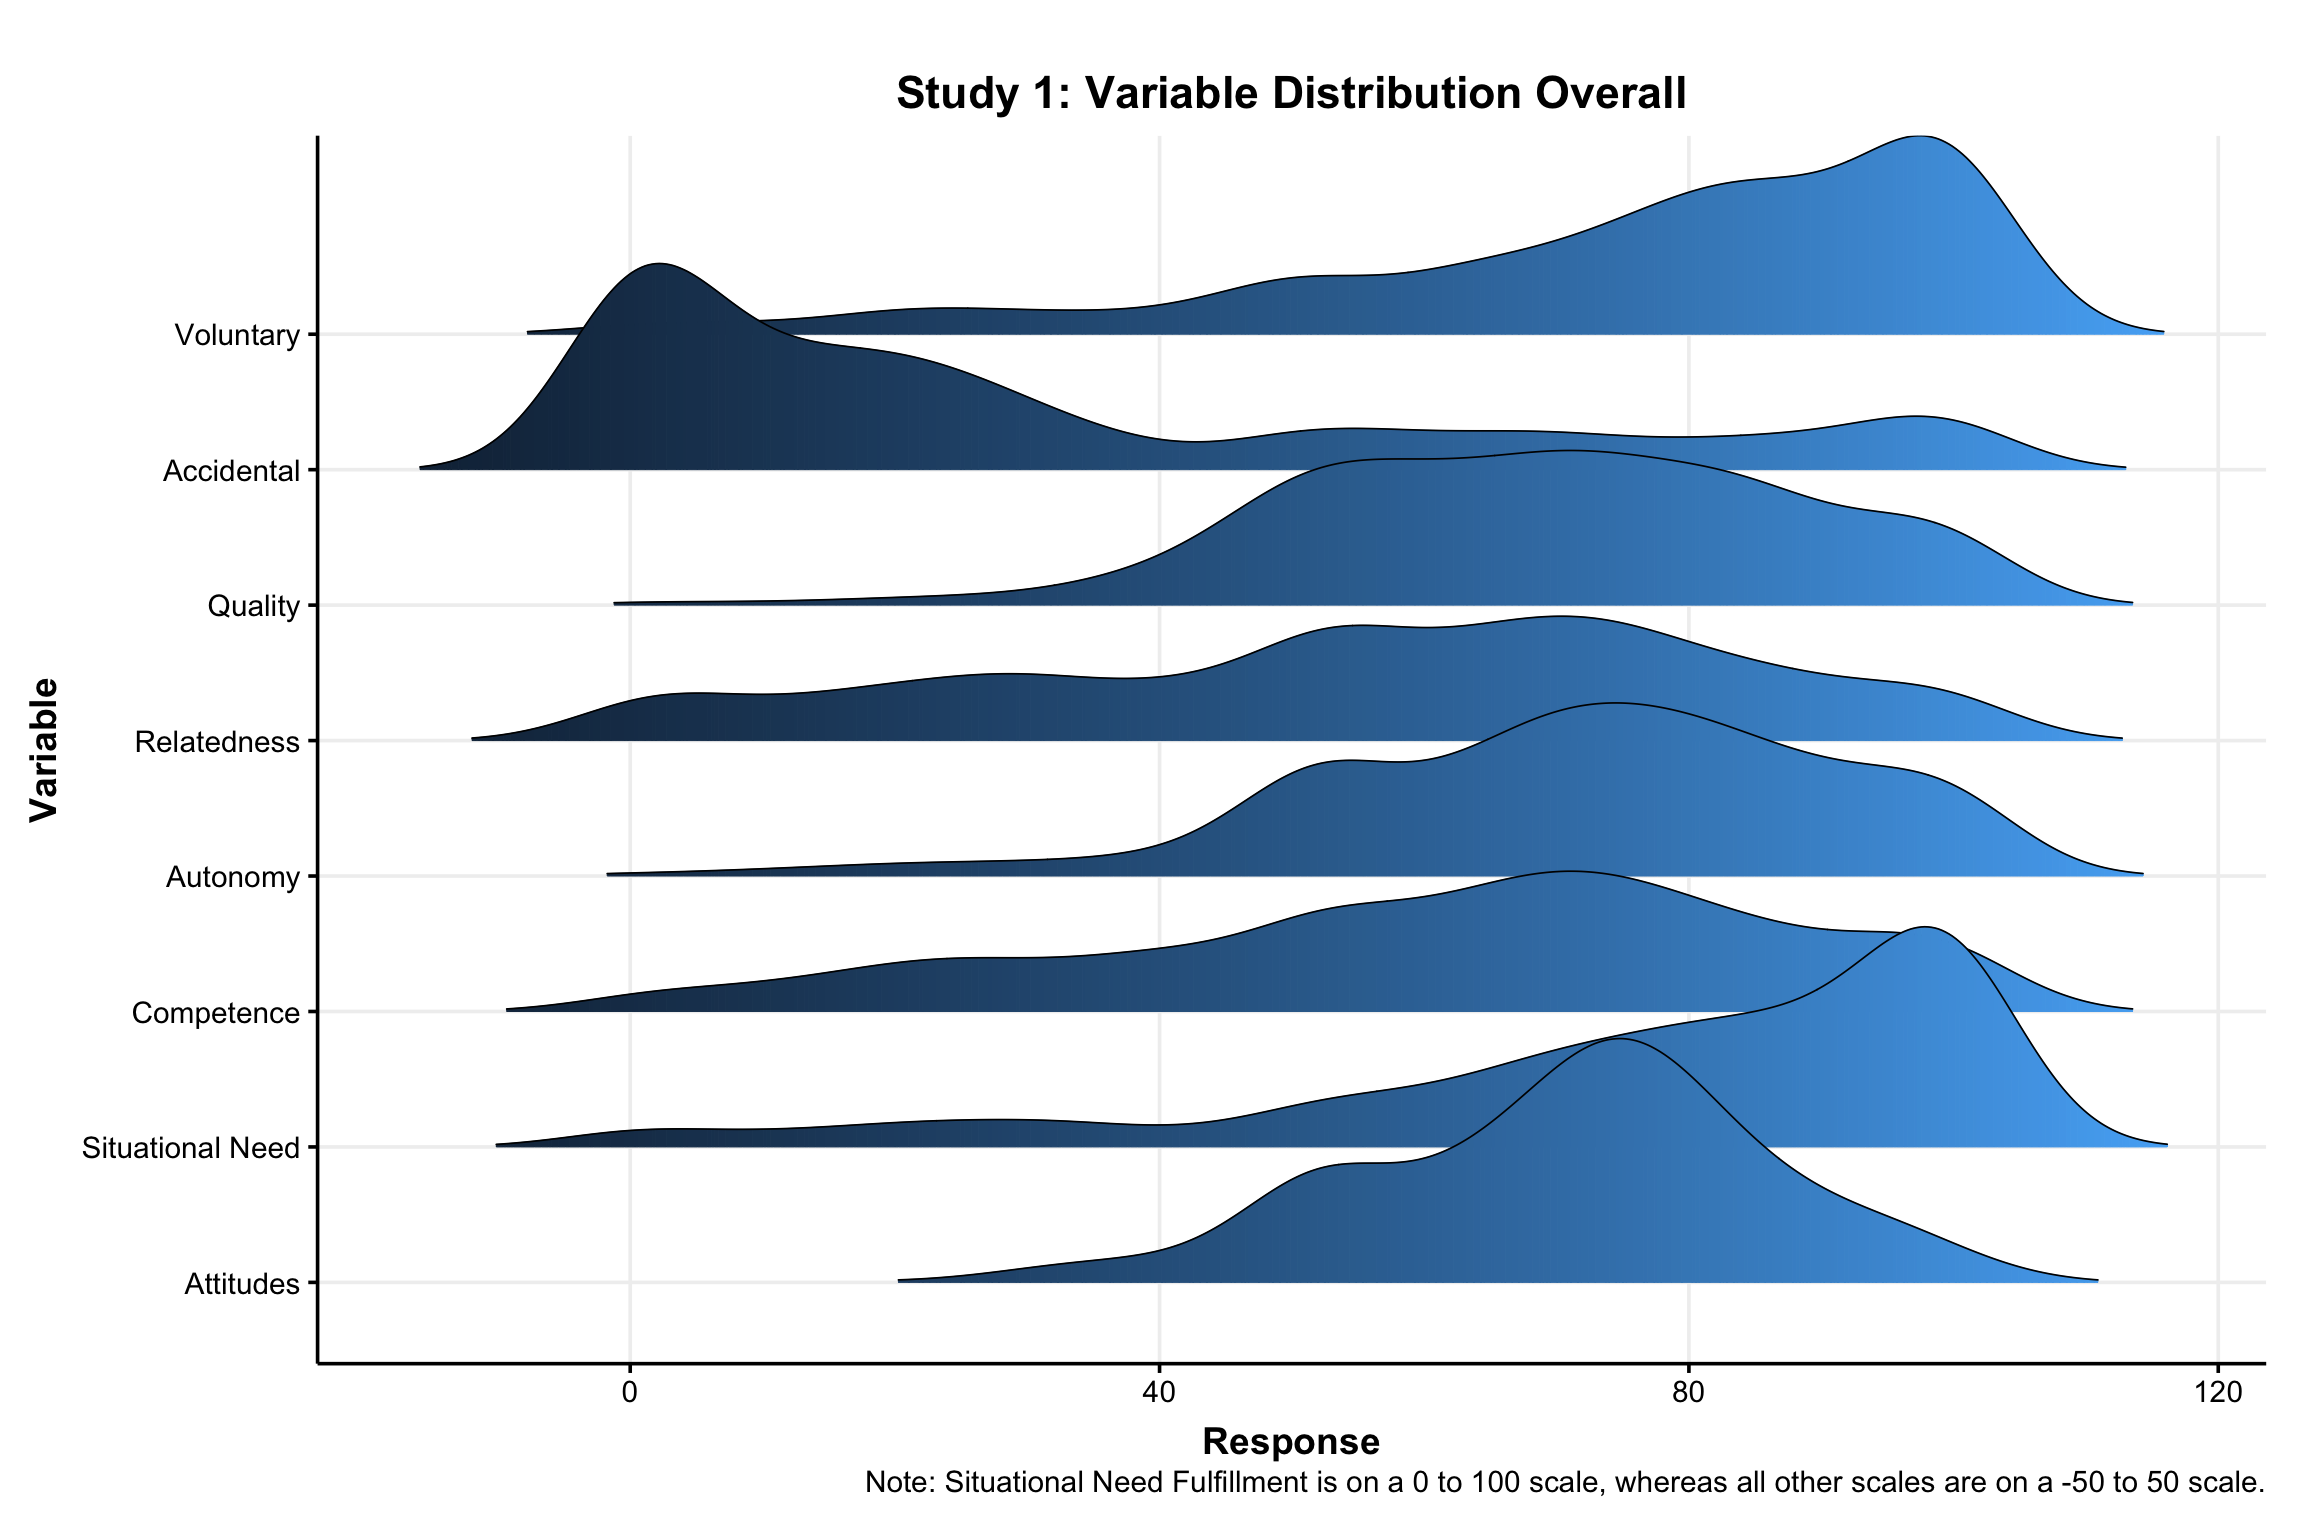 Study 1: Variable Distribution Overall
Variable
Voluntary
Accidental
Quality
Relatedness
Autonomy
Competence
Situational Need
Attitudes
0 40 80 120
Response
Note: Situational Need Fulfillment is on a 0 to 100 scale, whereas all other scales are on a -50 to 50 scale.